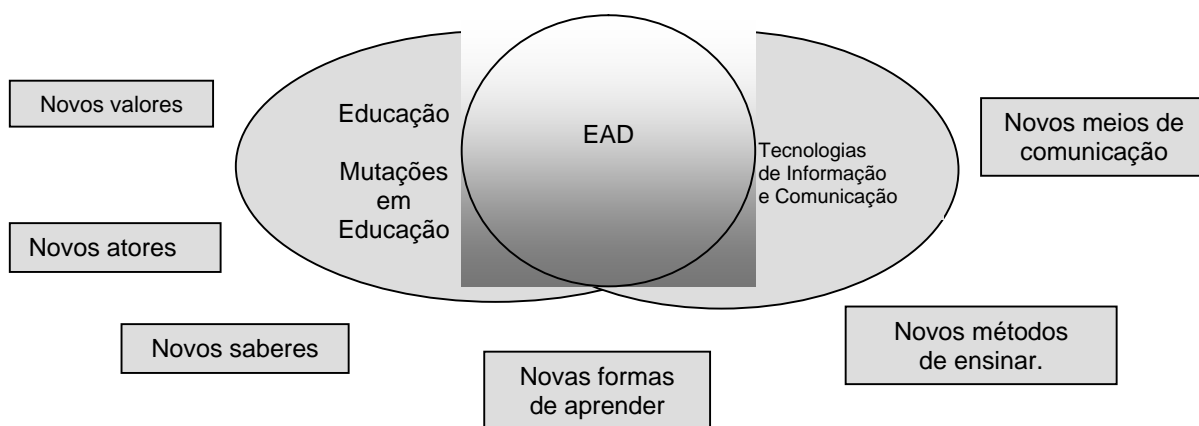 Novos valores
Novos atores
Novos saberes
Educação
Mutações
em
Educação
EAD
Tecnologias
de Informação
e Comunicação
Novos meios de
comunicação
Novos métodos
de ensinar.
Novas formas
de aprender